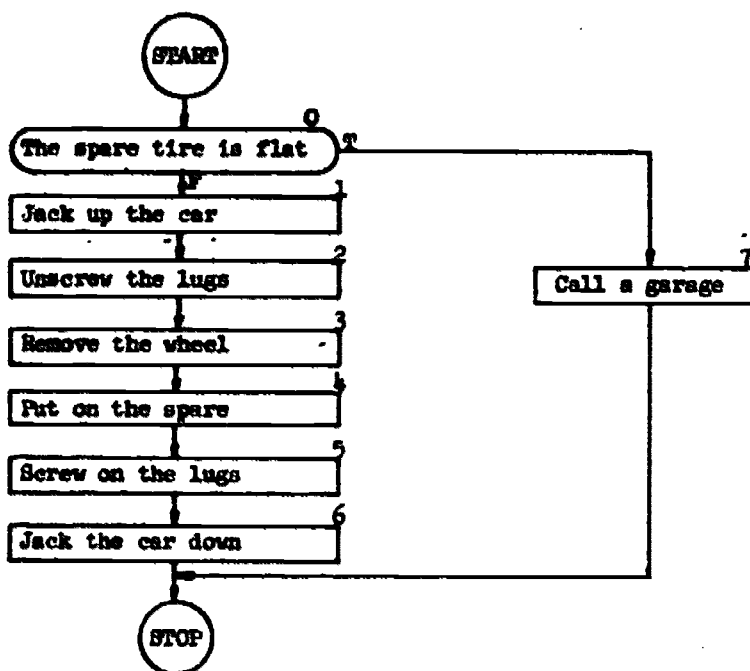 START
0
The spare tire is flat T
F
1
Jack up the car
2
Unscrew the lugs
7
Call a garage
3
Remove the wheel
4
Put on the spare
5
Screw on the lugs
6
Jack the car down
STOP